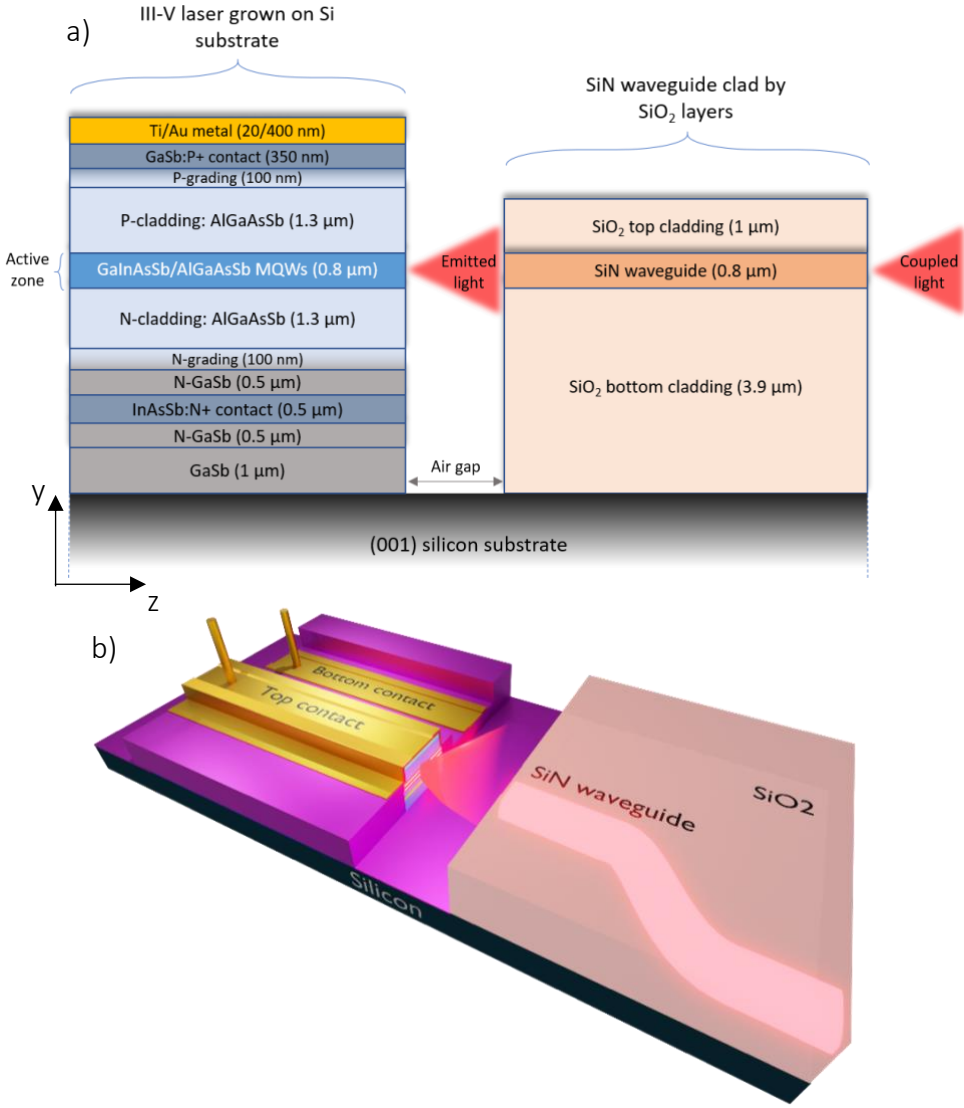 a)
III-V laser grown on Si
substrate
SiN waveguide clad by
SiO₂ layers
Ti/Au metal (20/400 nm)
GaSb:P+ contact (350 nm)
P-grading (100 nm)
P-cladding: AlGaAsSb (1.3 µm)
Active
zone
GaInAsSb/AlGaAsSb MQWs (0.8 µm)
N-cladding: AlGaAsSb (1.3 µm)
N-grading (100 nm)
N-GaSb (0.5 µm)
InAsSb:N+ contact (0.5 µm)
N-GaSb (0.5 µm)
GaSb (1 µm)
Emitted
light
SiO₂ top cladding (1 µm)
SiN waveguide (0.8 µm)
SiO₂ bottom cladding (3.9 µm)
Coupled
light
Air gap
y
(001) silicon substrate
z
b)
Bottom contact
Top contact
SiN waveguide
SiO2
Silicon